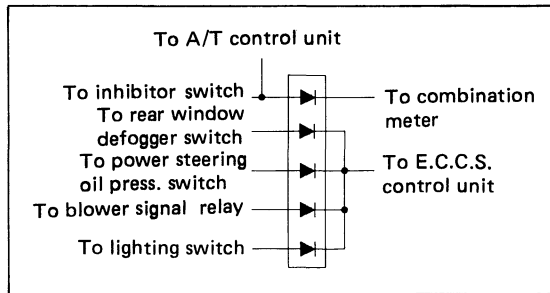 To A/T control unit
To inhibitor switch
To rear window
defogger switch
To power steering
oil press. switch
To blower signal relay
To lighting switch
To combination
meter
To E.C.C.S.
control unit